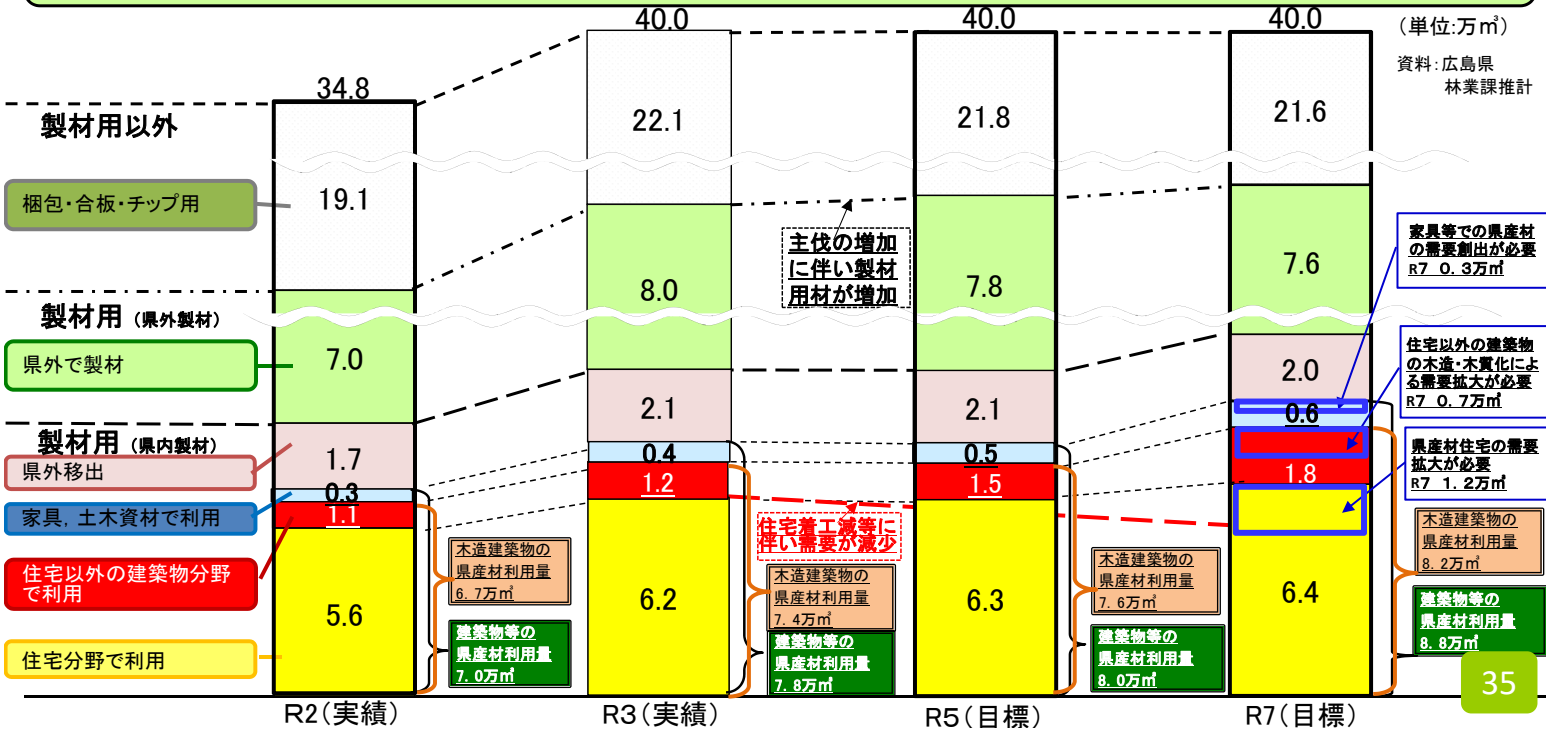 40.0
40.0
40.0
(単位:万㎥)
資料:広島県
林業課推計
34.8
製材用以外
22.1
21.8
21.6
梱包・合板・チップ用
19.1
主伐の増加
に伴い製材
用材が増加
家具等での県産材
の需要創出が必要
R7 0.3万㎥
製材用(県外製材)
8.0
7.8
7.6
県外で製材
7.0
住宅以外の建築物
の木造・木質化によ
る需要拡大が必要
R7 0.7万㎥
製材用(県内製材)
県外移出
1.7
2.1
2.1
2.0
家具,土木資材で利用
0.3
0.4
0.5
0.6
県産材住宅の需要
拡大が必要
R7 1.2万㎥
住宅以外の建築物分野
で利用
1.1
1.2
1.5
1.8
住宅着工減等に
伴い需要が減少
住宅分野で利用
5.6
6.2
6.3
6.4
木造建築物の
県産材利用量
6.7万㎥
建築物等の
県産材利用量
7.0万㎥
木造建築物の
県産材利用量
7.4万㎥
建築物等の
県産材利用量
7.8万㎥
木造建築物の
県産材利用量
7.6万㎥
建築物等の
県産材利用量
8.0万㎥
木造建築物の
県産材利用量
8.2万㎥
建築物等の
県産材利用量
8.8万㎥
35
R2(実績)
R3(実績)
R5(目標)
R7(目標)